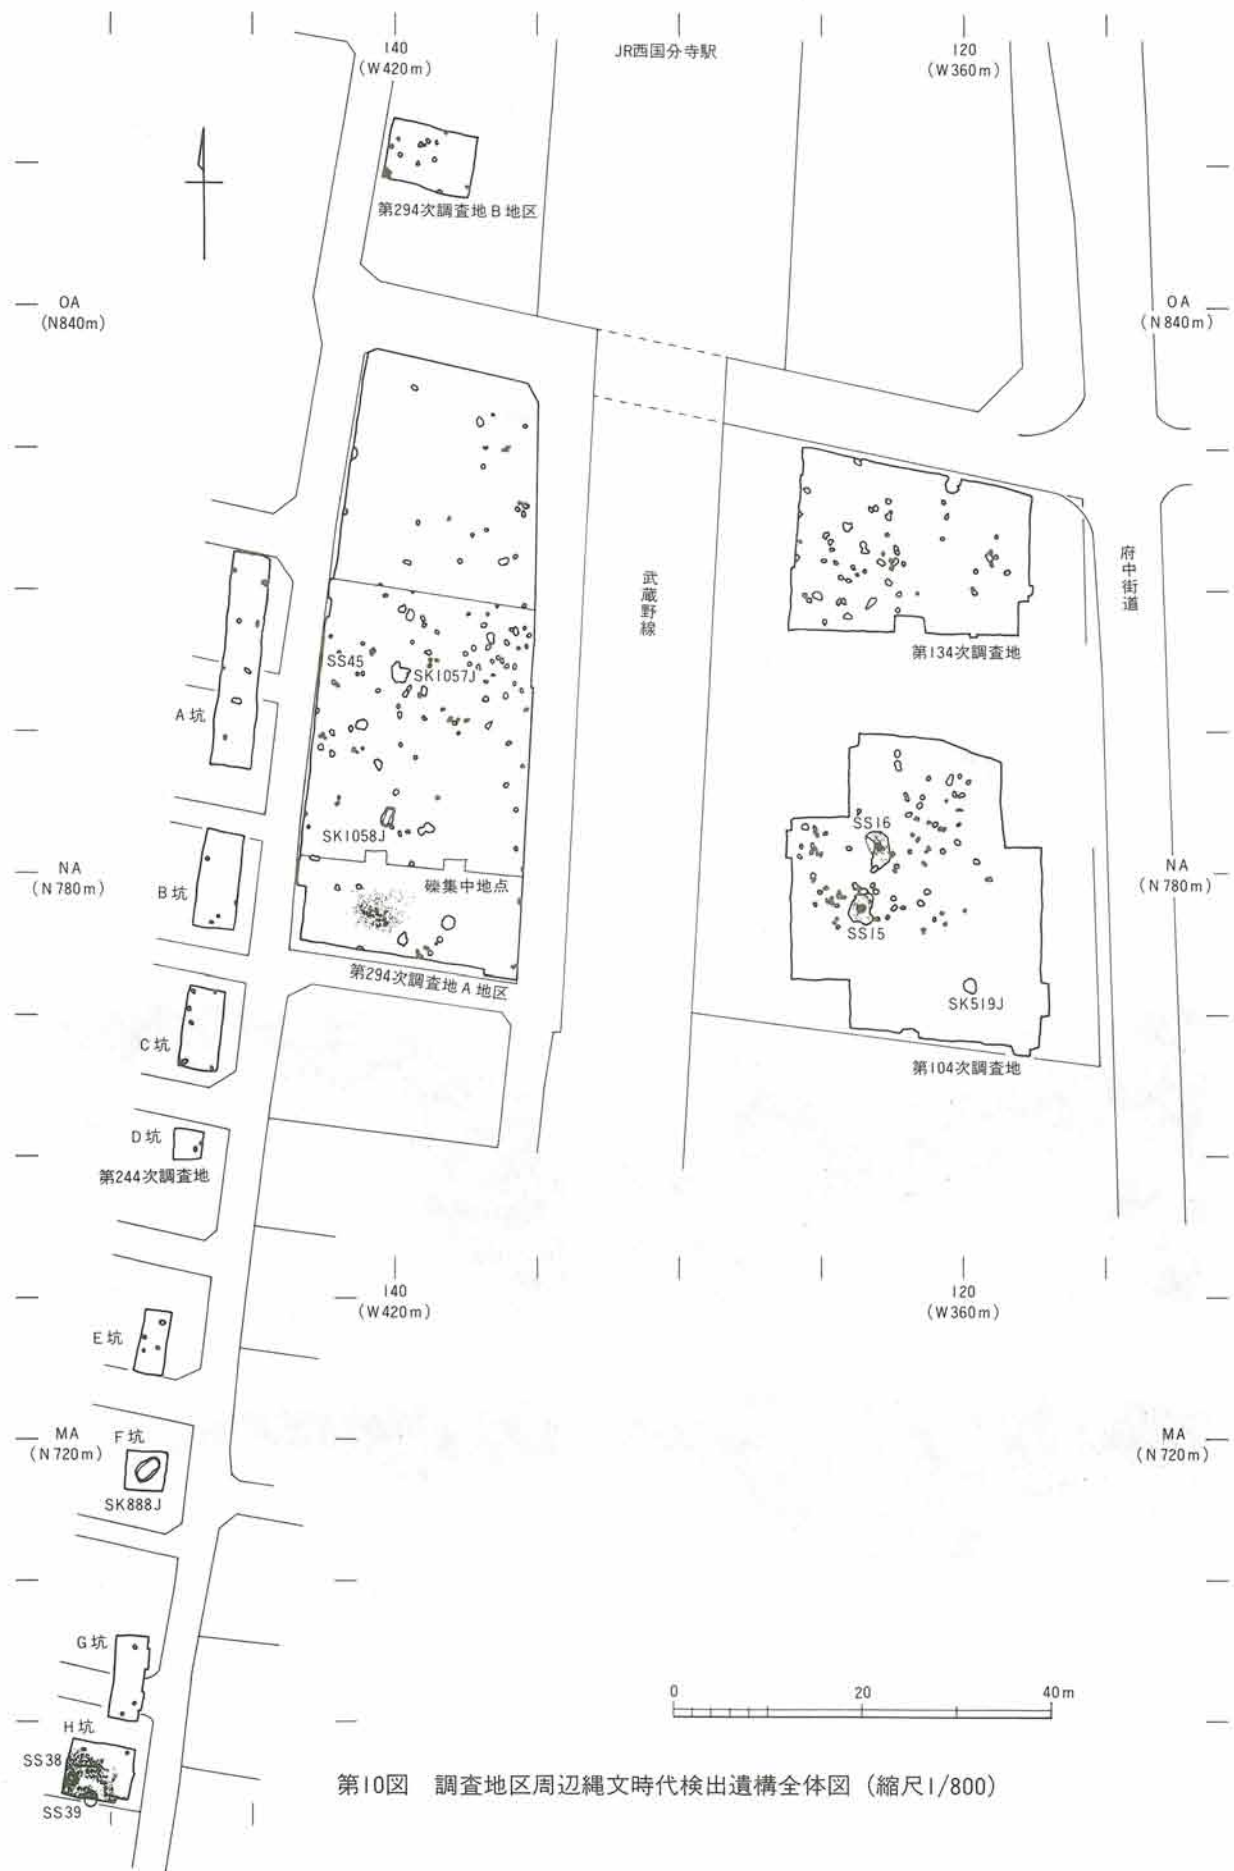 140
(W420m)
JR西国分寺駅
120
(W360m)
第294次調査地B地区
OA
(N840m)
OA
(N840m)
武蔵野線
府中街道
第134次調査地
SS45
SK1057J
A坑
SK1058J
SS16
NA
(N780m)
NA
(N780m)
B坑
礫集中地点
SS15
第294次調査地A地区
SK519J
C坑
第104次調査地
D坑
第244次調査地
140
(W420m)
120
(W360m)
E坑
MA
(N720m)
F坑
MA
(N720m)
SK888J
G坑
0 20 40m
H坑
SS38
SS39
第10図 調査地区周辺縄文時代検出遺構全体図(縮尺1/800)